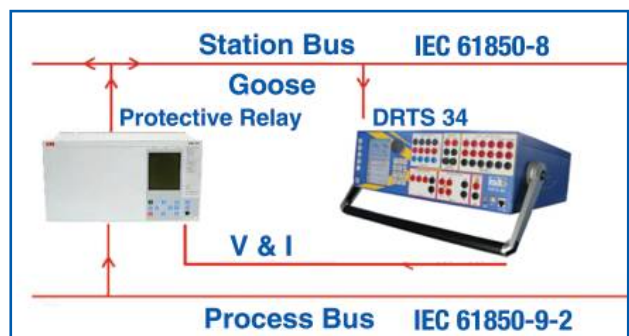 Station Bus IEC 61850-8
Goose
Protective Relay DRTS 34
V & I
Process Bus IEC 61850-9-2